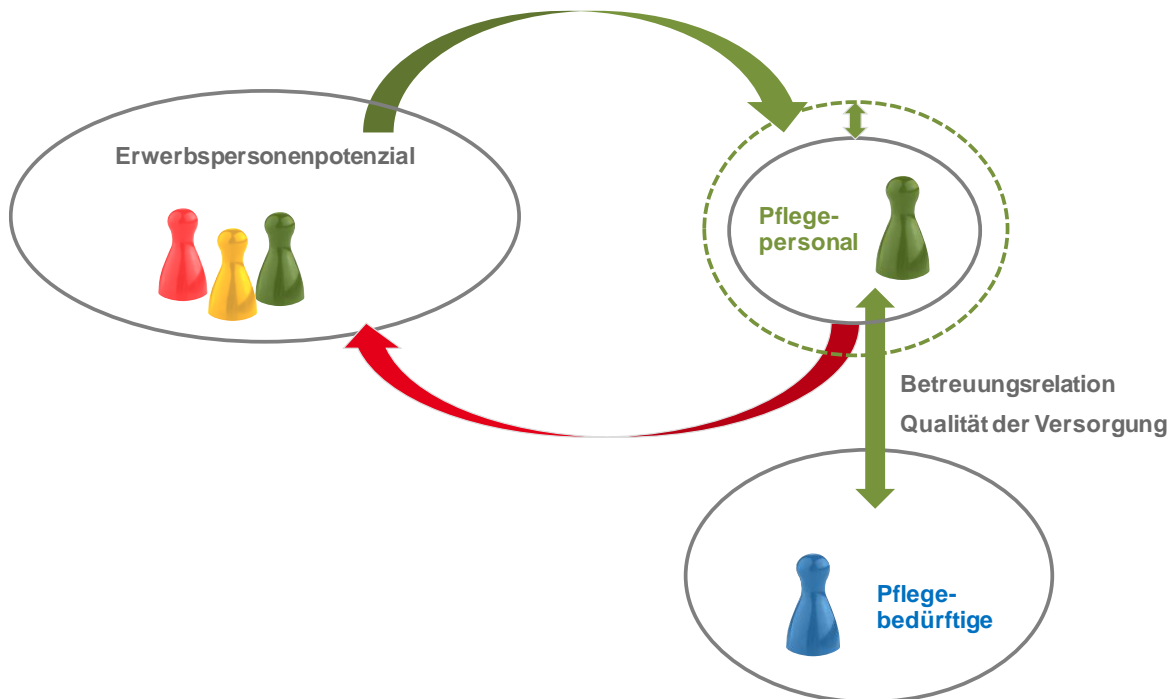 Erwerbspersonenpotenzial
Pflege-
personal
Betreuungsrelation
Qualität der Versorgung
Pflege-
bedürftige